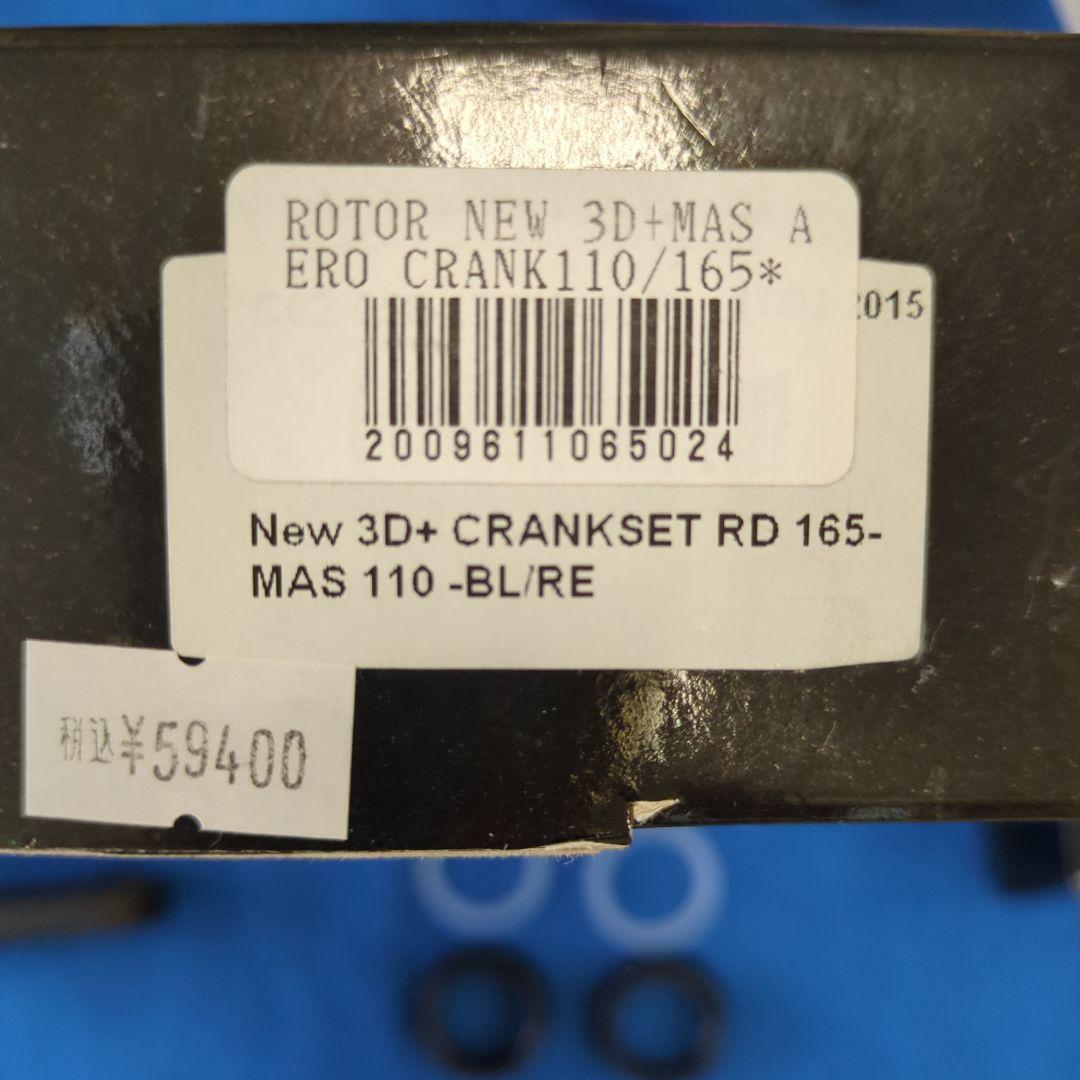 ROTOR NEW 3D+MAS A
ERO CRANK110/165*
2015
2009611065024
New 3D+ CRANKSET RD 165-
MAS 110 -BL/RE
税込¥59400